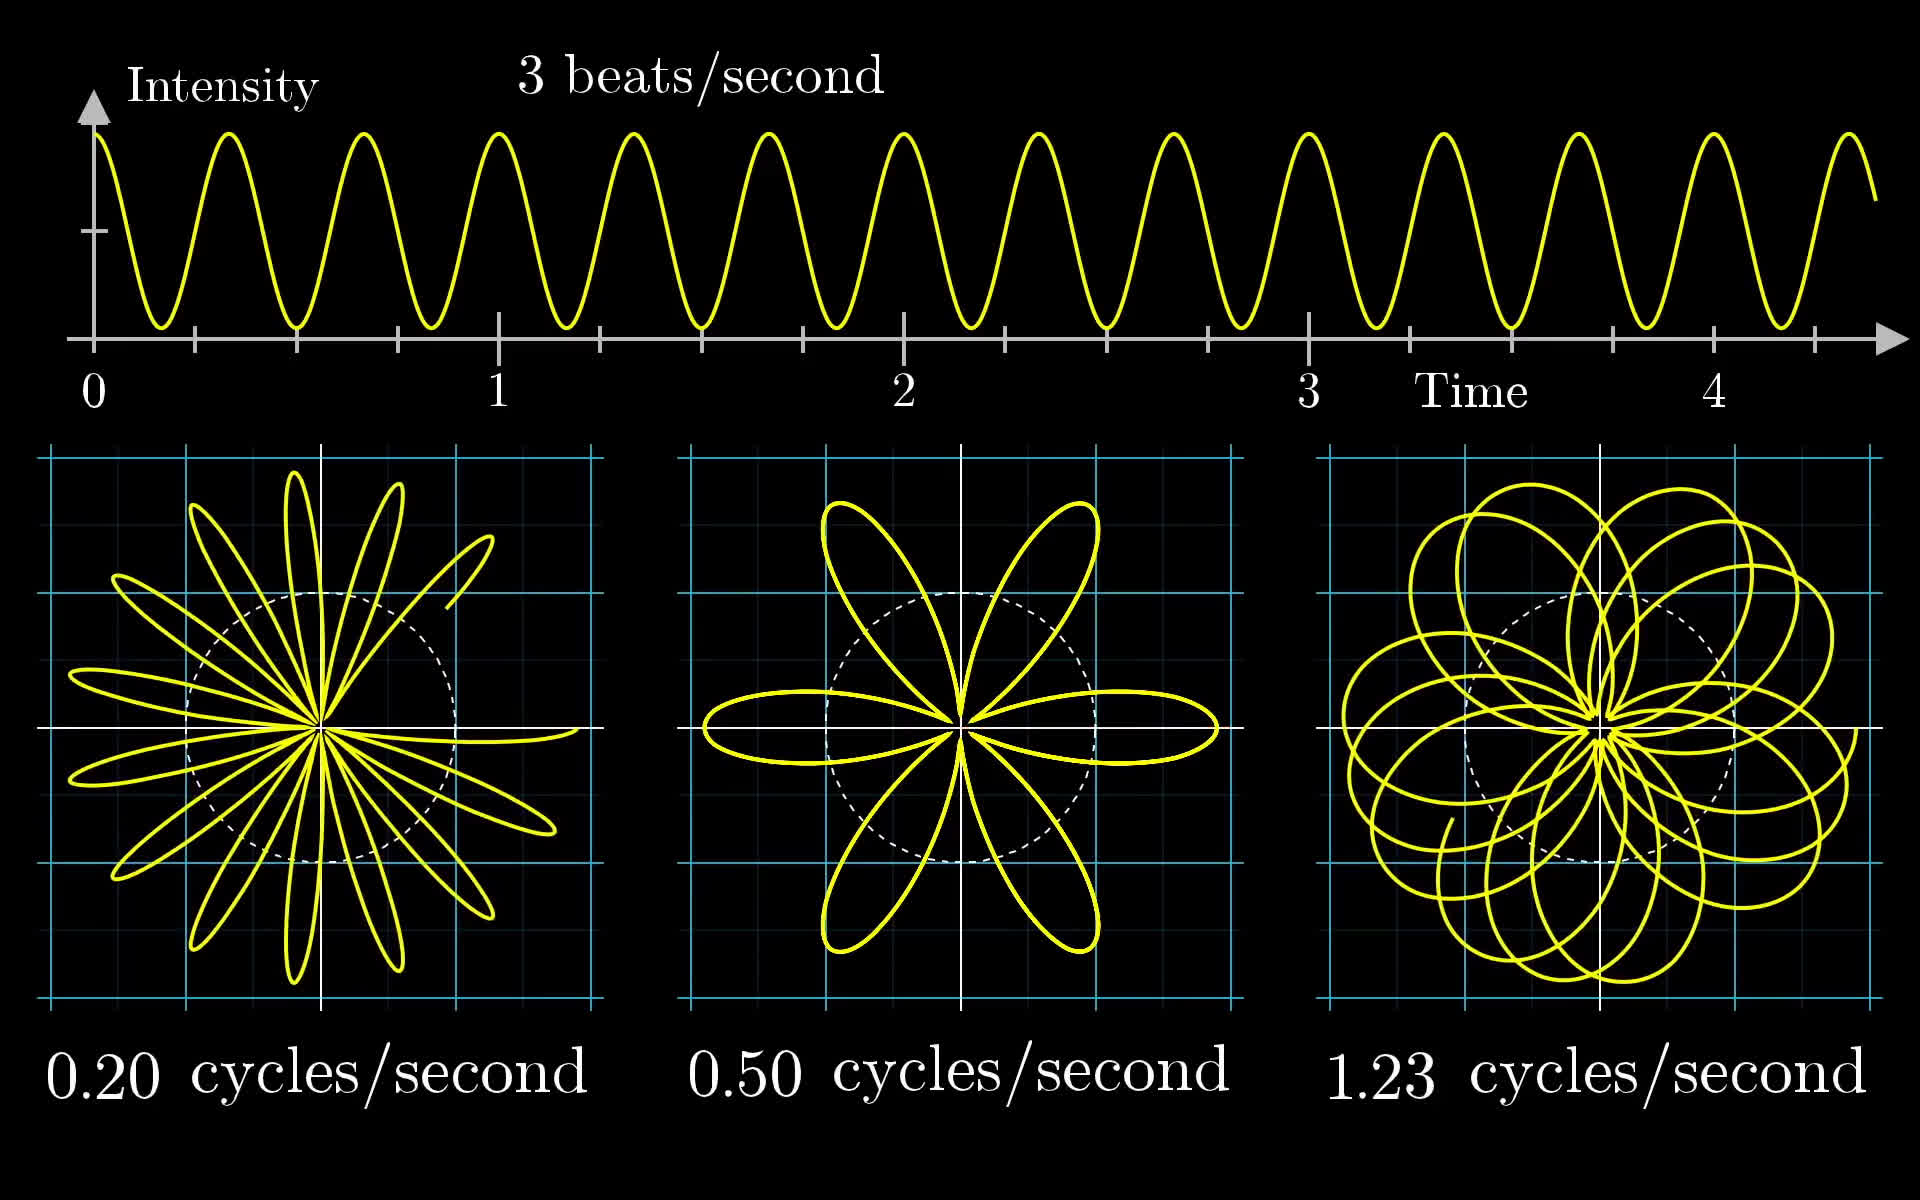 Intensity
3 beats/second
0 1 2 3 Time 4
0.20 cycles/second
0.50 cycles/second
1.23 cycles/second